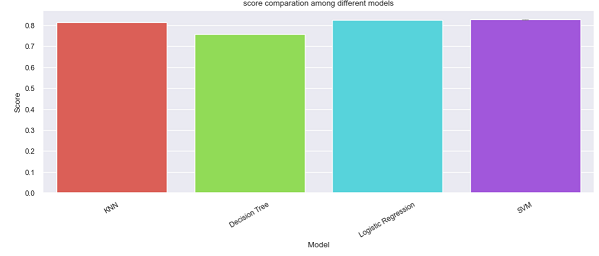 score comparation among different models
Score
0.8
0.7
0.6
0.5
0.4
0.3
0.2
0.1
0.0
KNN
Decision Tree
Logistic Regression
SVM
Model